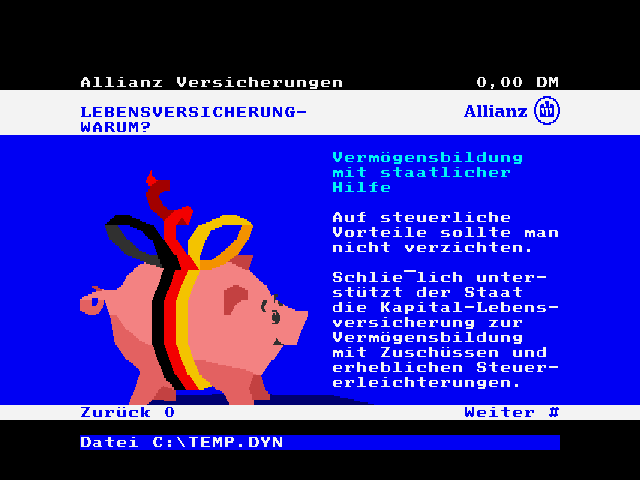 Allianz Versicherungen 0,00 DM
LEBENSVERSICHERUNG- Allianz
WARUM?
Vermögensbildung
mit staatlicher
Hilfe
Auf steuerliche
Vorteile sollte man
nicht verzichten.
Schlie¯lich unter-
stützt der Staat
die Kapital-Lebens-
versicherung zur
Vermögensbildung
mit Zuschüssen und
erheblichen Steuer-
erleichterungen.
Zurück 0 Weiter #
Datei C:\TEMP.DYN